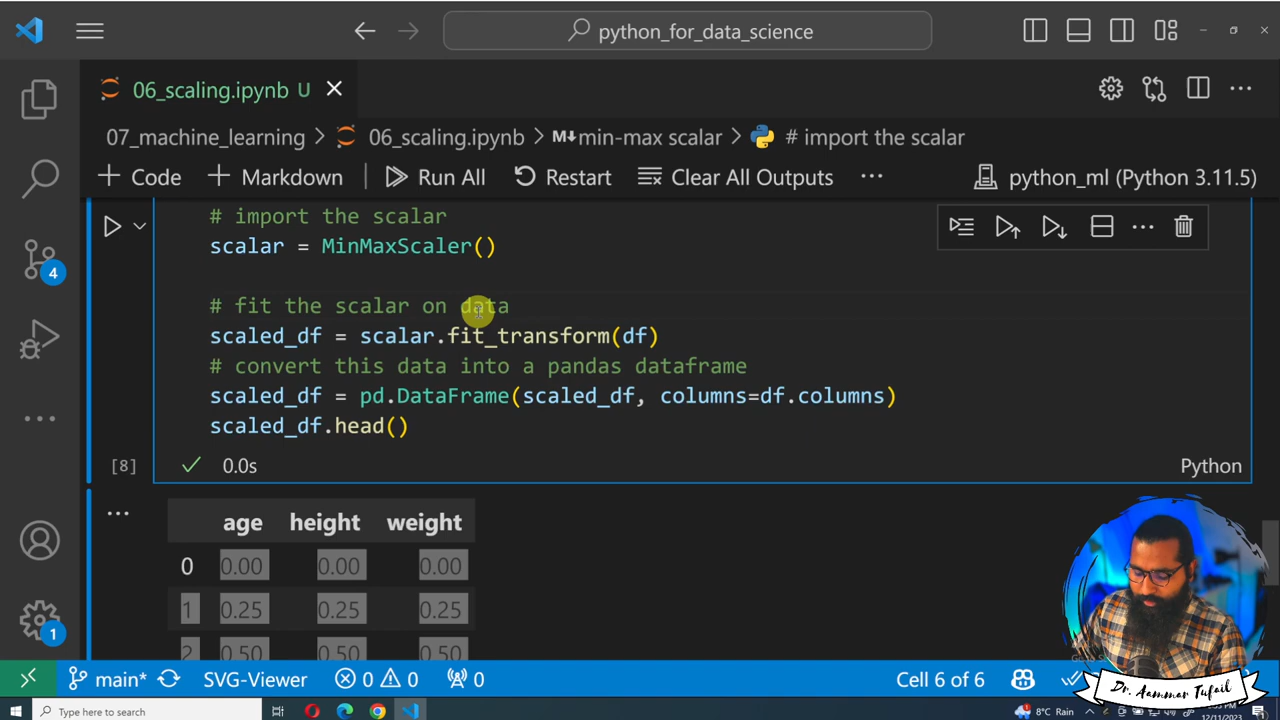 python_for_data_science
06_scaling.ipynb U
07_machine_learning > 06_scaling.ipynb > M↓min-max scalar > # import the scalar
+ Code + Markdown Run All Restart Clear All Outputs ... python_ml (Python 3.11.5)
# import the scalar
scalar = MinMaxScaler()
# fit the scalar on data
scaled_df = scalar.fit_transform(df)
# convert this data into a pandas dataframe
scaled_df = pd.DataFrame(scaled_df, columns=df.columns)
scaled_df.head()
[8] 0.0s Python
age height weight
0 0.00 0.00 0.00
1 0.25 0.25 0.25
2 0.50 0.50 0.50
4
1
main* SVG-Viewer 0 0 0 Cell 6 of 6
Dr. Aammar Tufail
Type here to search
8°C Rain
12/11/2023